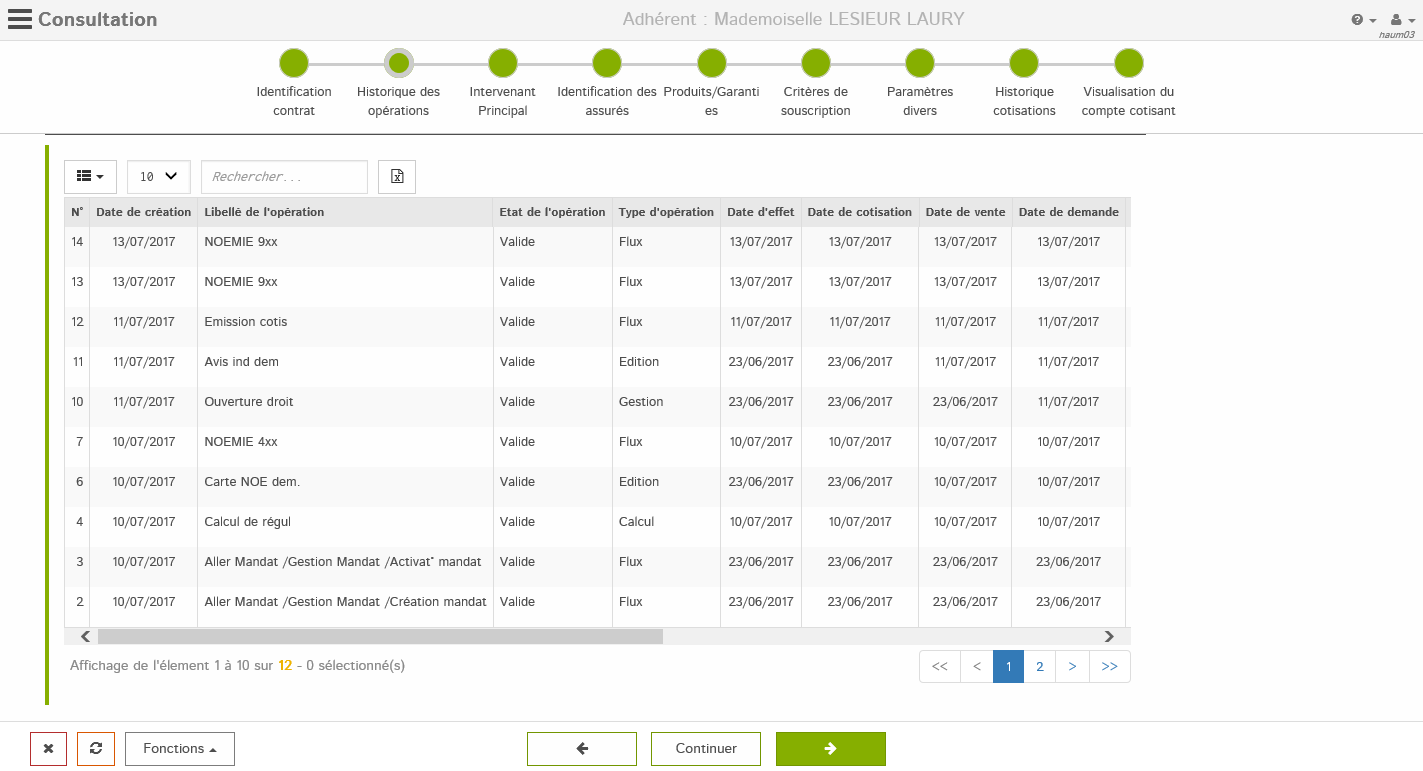 Consultation
Adhérent : Mademoiselle LESIEUR LAURY
haum03
Identification contrat
Historique des opérations
Intervenant Principal
Identification des assurés
Produits/Garanties
Critères de souscription
Paramètres divers
Historique cotisations
Visualisation du compte cotisant
10
Rechercher...
N° Date de création Libellé de l'opération Etat de l'opération Type d'opération Date d'effet Date de cotisation Date de vente Date de demande
14 13/07/2017 NOEMIE 9xx Valide Flux 13/07/2017 13/07/2017 13/07/2017 13/07/2017
13 13/07/2017 NOEMIE 9xx Valide Flux 13/07/2017 13/07/2017 13/07/2017 13/07/2017
12 11/07/2017 Emission cotis Valide Flux 11/07/2017 11/07/2017 11/07/2017 11/07/2017
11 11/07/2017 Avis ind dem Valide Edition 23/06/2017 23/06/2017 11/07/2017 11/07/2017
10 11/07/2017 Ouverture droit Valide Gestion 23/06/2017 23/06/2017 23/06/2017 11/07/2017
7 10/07/2017 NOEMIE 4xx Valide Flux 10/07/2017 10/07/2017 10/07/2017 10/07/2017
6 10/07/2017 Carte NOE dem. Valide Edition 23/06/2017 23/06/2017 10/07/2017 10/07/2017
4 10/07/2017 Calcul de régul Valide Calcul 10/07/2017 10/07/2017 10/07/2017 10/07/2017
3 10/07/2017 Aller Mandat /Gestion Mandat /Activat° mandat Valide Flux 23/06/2017 23/06/2017 23/06/2017 23/06/2017
2 10/07/2017 Aller Mandat /Gestion Mandat /Création mandat Valide Flux 23/06/2017 23/06/2017 23/06/2017 23/06/2017
Affichage de l'élement 1 à 10 sur 12 - 0 sélectionné(s)
<< < 1 2 > >>
Fonctions
Continuer